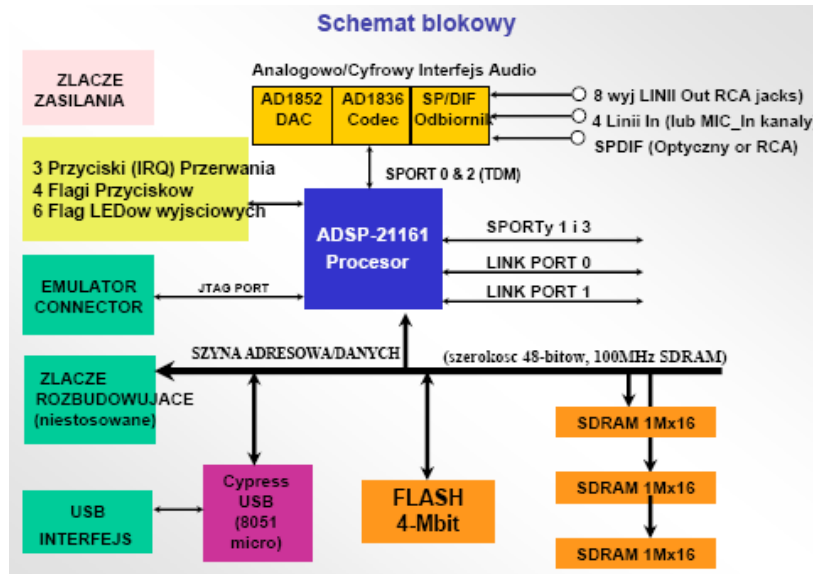 Schemat blokowy
ZLACZE
ZASILANIA
Analogowo/Cyfrowy Interfejs Audio
AD1852
DAC
AD1836
Codec
SP/DIF
Odbiornik
8 wyj LINII Out RCA jacks)
4 Linii In (lub MIC_In kanaly
SPDIF (Optyczny or RCA)
3 Przyciski (IRQ) Przerwania
4 Flagi Przyciskow
6 Flag LEDow wyjsciowych
SPORT 0 & 2 (TDM)
ADSP-21161
Procesor
SPORTy 1 i 3
LINK PORT 0
LINK PORT 1
EMULATOR
CONNECTOR
JTAG PORT
SZYNA ADRESOWA/DANYCH
(szerokosc 48-bitow, 100MHz SDRAM)
ZLACZE
ROZBUDOWUJACE
(niestosowane)
SDRAM 1Mx16
SDRAM 1Mx16
SDRAM 1Mx16
Cypress
USB
(8051
micro)
FLASH
4-Mbit
USB
INTERFEJS